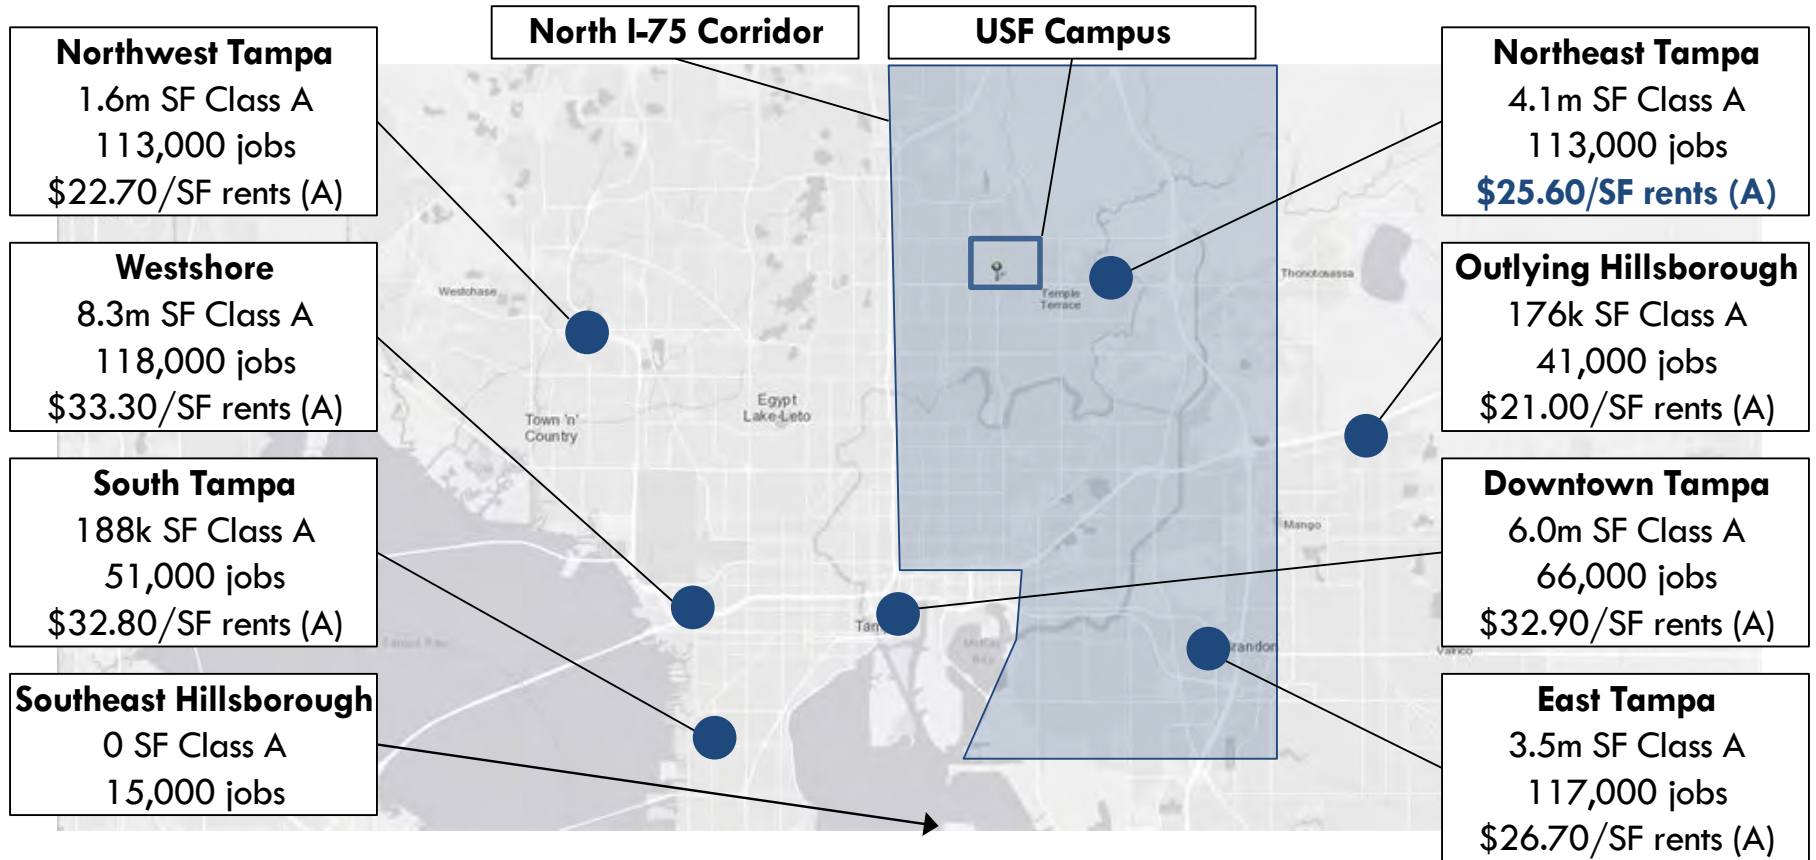 North I-75 Corridor
USF Campus
Northwest Tampa
1.6m SF Class A
113,000 jobs
$22.70/SF rents (A)
Westshore
8.3m SF Class A
118,000 jobs
$33.30/SF rents (A)
South Tampa
188k SF Class A
51,000 jobs
$32.80/SF rents (A)
Southeast Hillsborough
0 SF Class A
15,000 jobs
Westchase
Town 'n'
Country
Egypt
Lake-Leto
Temple
Terrace
Thonotosassa
Mango
Tam
randon
Valrico
Northeast Tampa
4.1m SF Class A
113,000 jobs
$25.60/SF rents (A)
Outlying Hillsborough
176k SF Class A
41,000 jobs
$21.00/SF rents (A)
Downtown Tampa
6.0m SF Class A
66,000 jobs
$32.90/SF rents (A)
East Tampa
3.5m SF Class A
117,000 jobs
$26.70/SF rents (A)